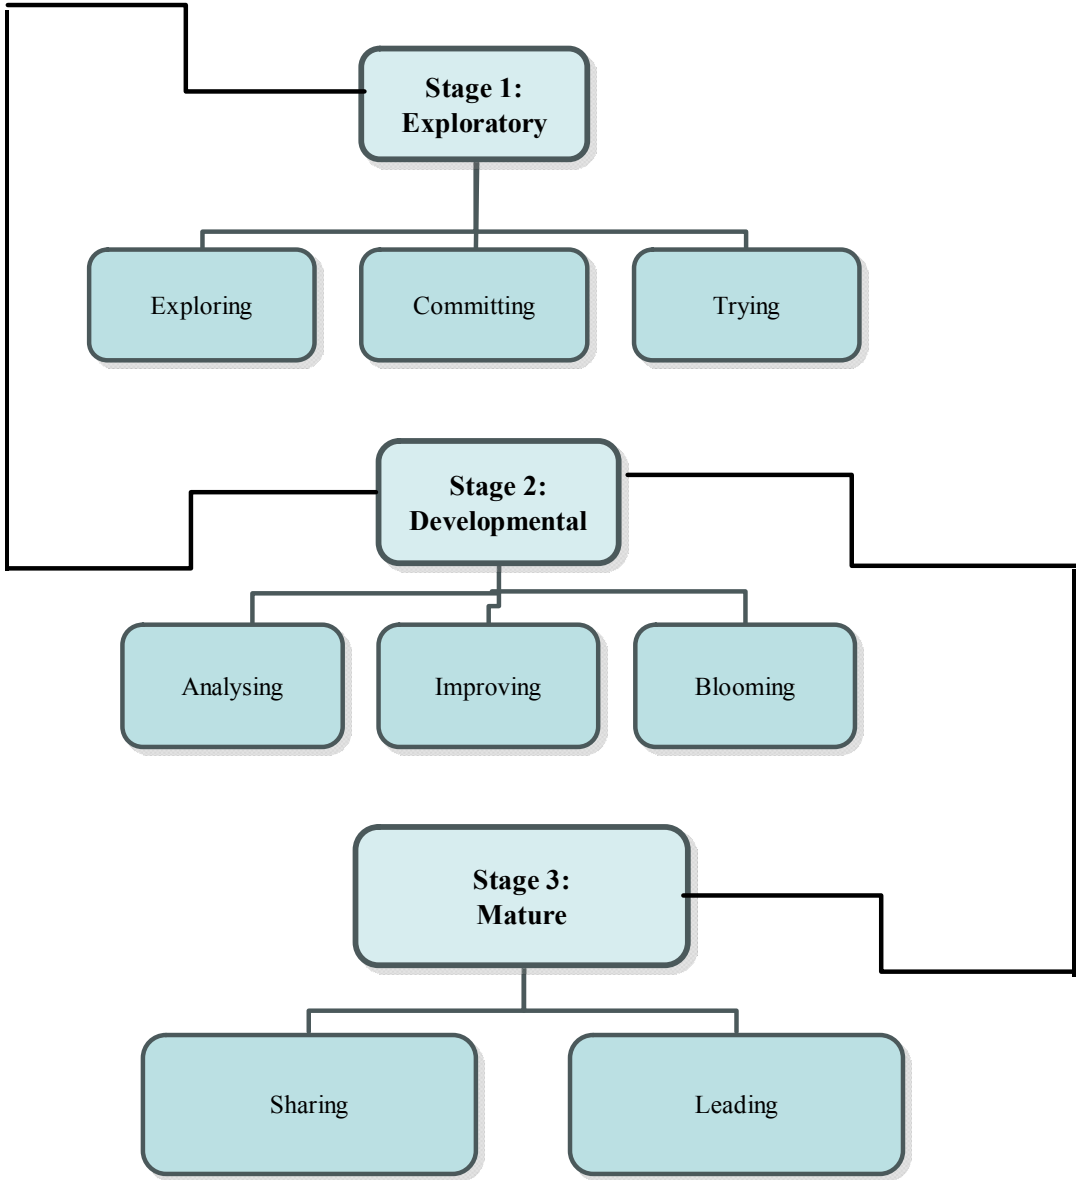 Stage 1:
Exploratory
Exploring
Committing
Trying
Stage 2:
Developmental
Analysing
Improving
Blooming
Stage 3:
Mature
Sharing
Leading